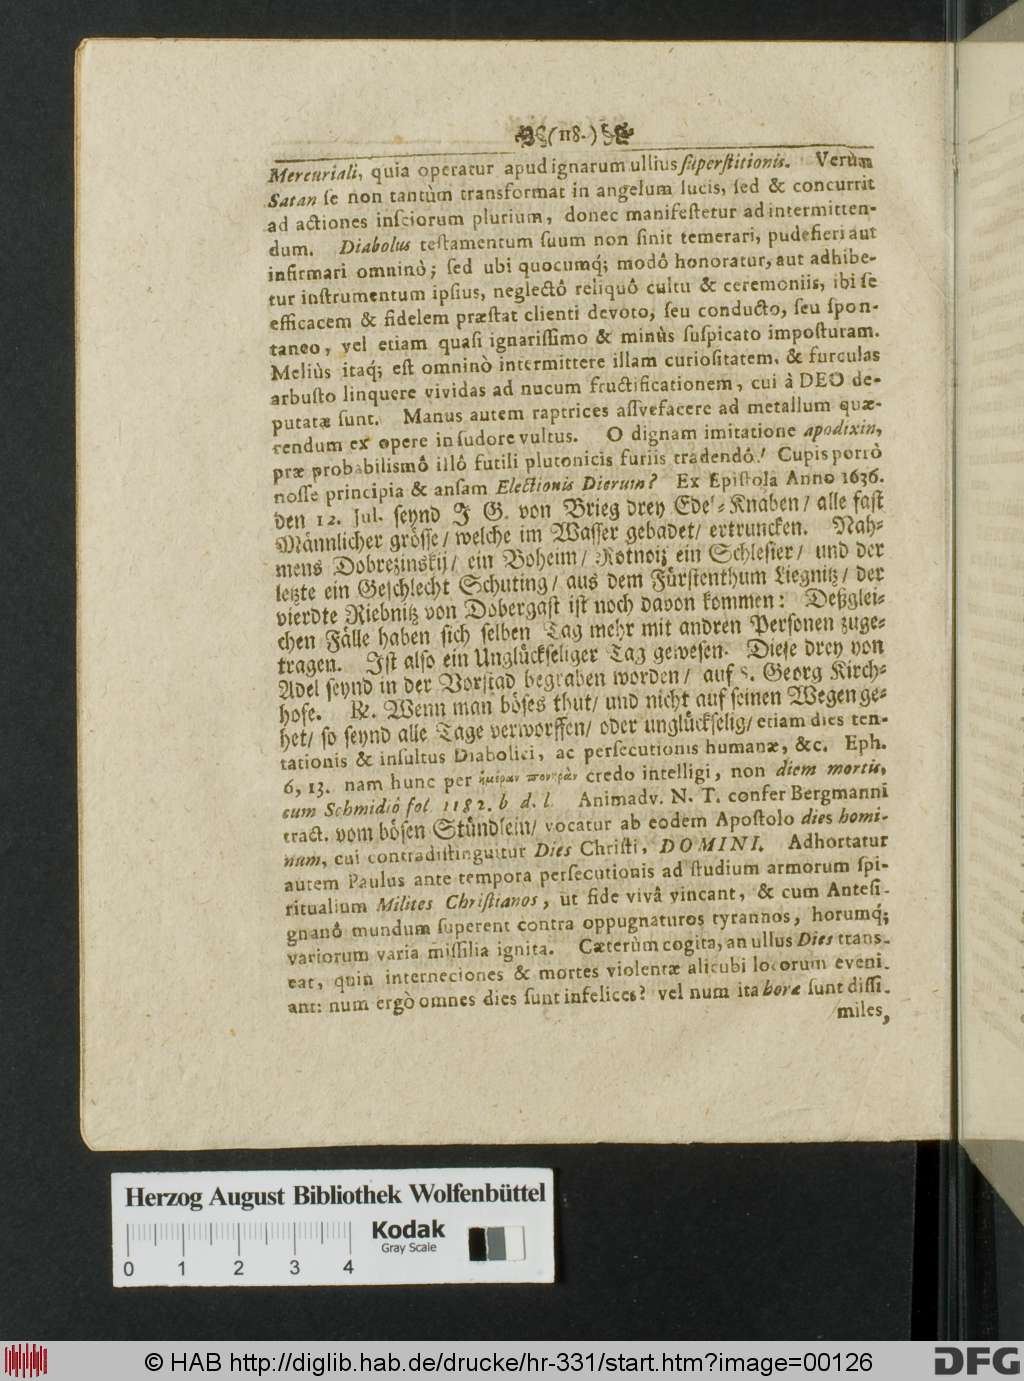 (118.)
Mercuriali, quia operatur apud ignarum ullius ſuperſtitionis. Verùm
Satan ſe non tantùm transformat in angelum lucis, ſed & concurrit
ad actiones inſciorum plurium, donec manifeſtetur ad intermitten-
dum. Diabolus teſtamentum ſuum non ſinit temerari, pudefieri aut
infirmari omninò; ſed ubi quocumq́; modô honoratur, aut adhibe-
tur inſtrumentum ipſius, neglectô reliquô cultu & ceremoniis, ibi ſe
efficacem & fidelem præſtat clienti devoto, ſeu conducto, ſeu ſpon-
taneo, vel etiam quaſi ignariſſimo & minùs ſuſpicato impoſturam.
Meliùs itaq́; eſt omninò intermittere illam curioſitatem, & furculas
arbuſto linquere vividas ad nucum fructificationem, cui à DEO de-
putatæ ſunt. Manus autem raptrices aſſvefacere ad metallum quæ-
rendum ex opere in ſudore vultus. O dignam imitatione apodixin,
præ probabilismô illô futili plutonicis furiis tradendô! Cupis porrò
noſſe principia & anſam Electionis Dierum? Ex Epiſtola Anno 1636.
den 12. Jul. ſeynd J G. von Brieg drey Edel-Knaben/ alle faſt
Männlicher gröſſe/ welche im Waſſer gebadet/ ertruncken. Nah-
mens Dobrezinskij/ ein Boheim/ Rotnoiz ein Schleſier/ und der
letzte ein Geſchlecht Schuting/ aus dem Fürſtenthum Liegnitz/ der
vierdte Riebnitz von Dobergaſt iſt noch davon kommen: Deßglei-
chen Fälle haben ſich ſelben Tag mehr mit andren Perſonen zuge-
tragen. Iſt alſo ein Unglückſeliger Tag geweſen. Dieſe drey von
Adel ſeynd in der Vorſtad begraben worden/ auf S. Georg Kirch-
hofe. ℞. Wenn man böſes thut/ und nicht auf ſeinen Wegen ge-
het/ ſo ſeynd alle Tage verworffen/ oder unglückſelig/ etiam dies ten-
tationis & inſultus Diabolici, ac perſecutionis humanæ, &c. Eph.
6, 13. nam hunc per ἡμέραν πονηρὰν credo intelligi, non diem mortis,
cum Schmidiô fol. 1182. b d. l. Animadv. N. T. confer Bergmanni
tract. vom böſen Stündlein/ vocatur ab eodem Apoſtolo dies homi-
num, cui contradiſtinguitur Dies Chriſti, DOMINI. Adhortatur
autem Paulus ante tempora perſecutionis ad ſtudium armorum ſpi-
ritualium Milites Chriſtianos, ut fide vivâ vincant, & cum Anteſi-
gnanô mundum ſuperent contra oppugnaturos tyrannos, horumq́;
variorum varia miſſilia ignita. Cæterùm cogita, an ullus Dies trans-
eat, quin interneciones & mortes violentæ alicubi locorum eveni-
ant: num ergò omnes dies ſunt infelices? vel num ita horæ ſunt diſſi-
miles,
Herzog August Bibliothek Wolfenbüttel
Kodak
Gray Scale
0 1 2 3 4
© HAB http://diglib.hab.de/drucke/hr-331/start.htm?image=00126
DFG